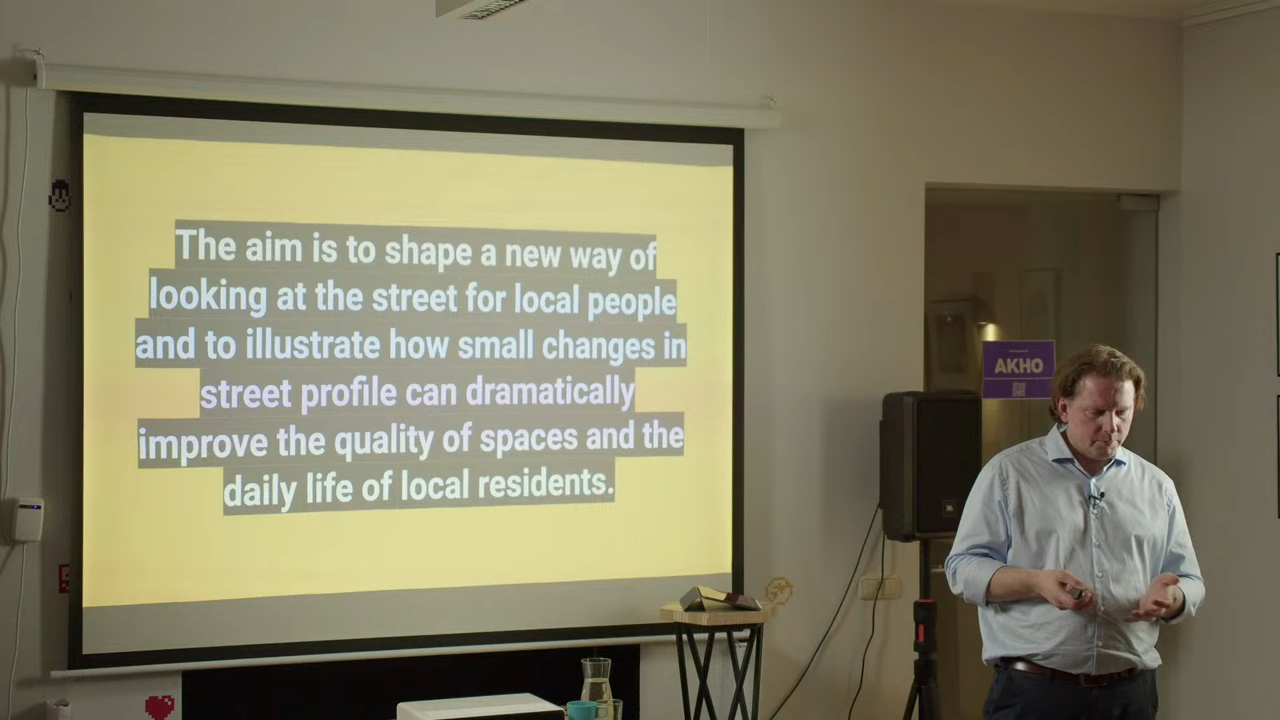 The aim is to shape a new way of
looking at the street for local people
and to illustrate how small changes in
street profile can dramatically
improve the quality of spaces and the
daily life of local residents.
AKHO